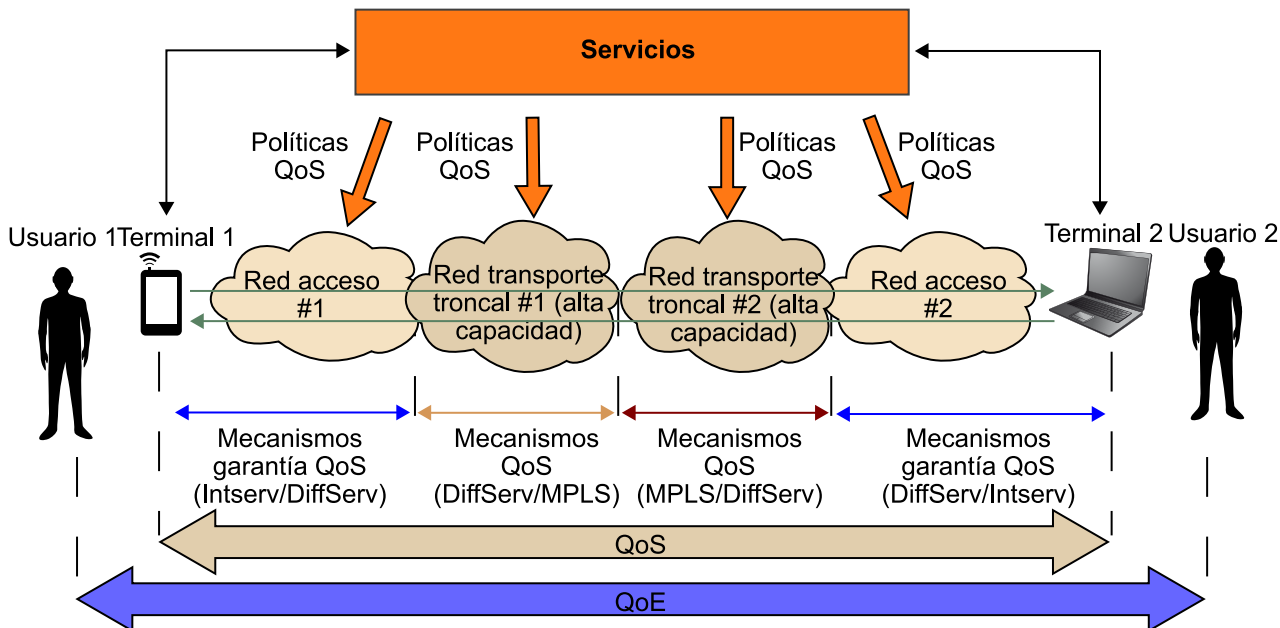 Servicios
Políticas
QoS
Políticas
QoS
Políticas
QoS
Políticas
QoS
Usuario 1
Terminal 1
Terminal 2
Usuario 2
Red acceso
#1
Red transporte
troncal #1 (alta
capacidad)
Red transporte
troncal #2 (alta
capacidad)
Red acceso
#2
Mecanismos
garantía QoS
(Intserv/DiffServ)
Mecanismos
QoS
(DiffServ/MPLS)
Mecanismos
QoS
(MPLS/DiffServ)
Mecanismos
garantía QoS
(DiffServ/Intserv)
QoS
QoE